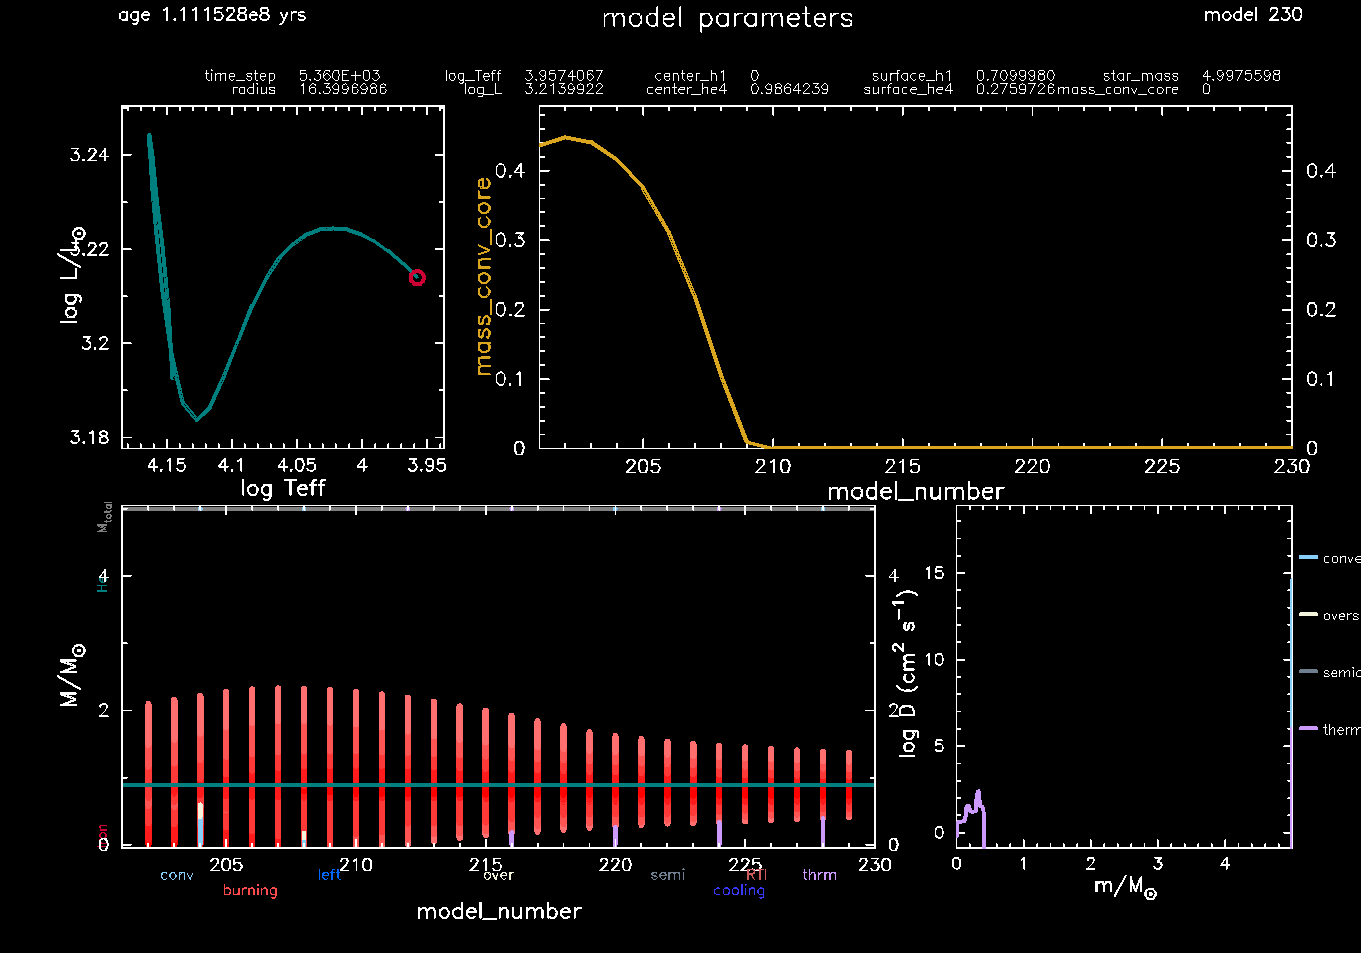 age 1.111528e8 yrs model parameters model 230
time_step 5.360E+03 log_Teff 3.9574067 center_h1 0 surface_h1 0.7099980 star_mass 4.9975598
radius 16.3996986 log_L 3.2139922 center_he4 0.9864239 surface_he4 0.2759726 mass_conv_core 0
3.24
3.22
3.2
3.18
log L/L⊙
4.15 4.1 4.05 4 3.95
log Teff
mass_conv_core
0.4 0.4
0.3 0.3
0.2 0.2
0.1 0.1
0 0
205 210 215 220 225 230
model_number
Mtotal
He
M/M⊙
4 4
2 2
0 0
205 210 215 220 225 230
conv left over semi RTI thrm
burning cooling
model_number
log D (cm² s⁻¹)
15
10
5
0
0 1 2 3 4
m/M⊙
conve
overs
semic
therm